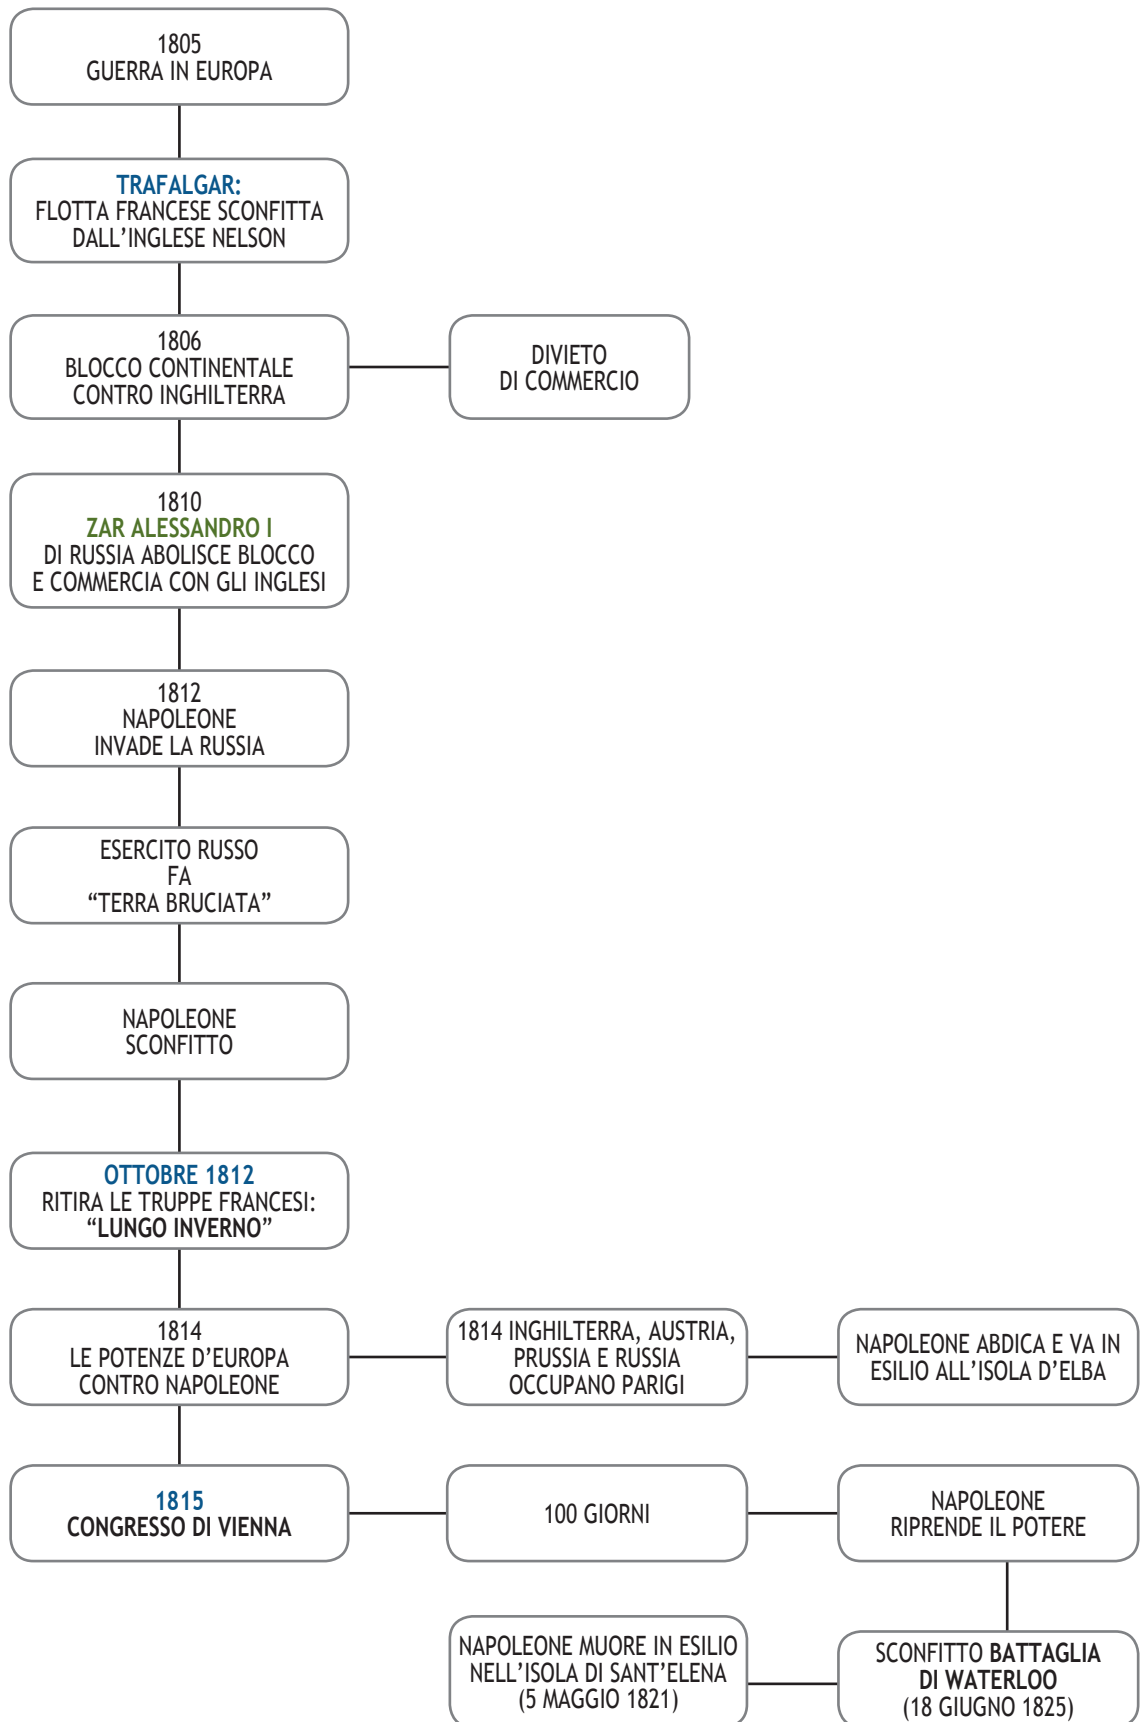 1805
GUERRA IN EUROPA
TRAFALGAR:
FLOTTA FRANCESE SCONFITTA
DALL'INGLESE NELSON
1806
BLOCCO CONTINENTALE
CONTRO INGHILTERRA
DIVIETO
DI COMMERCIO
1810
ZAR ALESSANDRO I
DI RUSSIA ABOLISCE BLOCCO
E COMMERCIA CON GLI INGLESI
1812
NAPOLEONE
INVADE LA RUSSIA
ESERCITO RUSSO
FA
“TERRA BRUCIATA”
NAPOLEONE
SCONFITTO
OTTOBRE 1812
RITIRA LE TRUPPE FRANCESI:
“LUNGO INVERNO”
1814
LE POTENZE D'EUROPA
CONTRO NAPOLEONE
1814 INGHILTERRA, AUSTRIA,
PRUSSIA E RUSSIA
OCCUPANO PARIGI
NAPOLEONE ABDICA E VA IN
ESILIO ALL'ISOLA D'ELBA
1815
CONGRESSO DI VIENNA
100 GIORNI
NAPOLEONE
RIPRENDE IL POTERE
SCONFITTO BATTAGLIA
DI WATERLOO
(18 GIUGNO 1825)
NAPOLEONE MUORE IN ESILIO
NELL'ISOLA DI SANT'ELENA
(5 MAGGIO 1821)